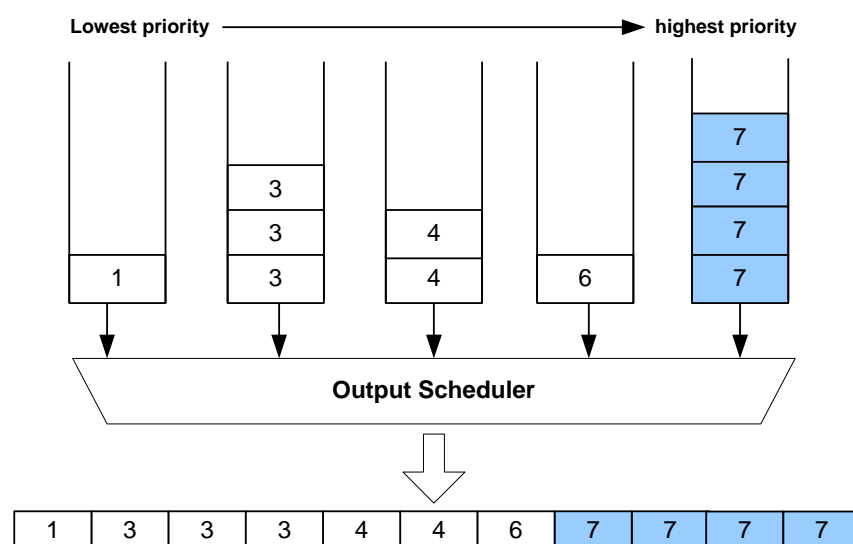 Lowest priority highest priority
7
3 7
3 4 7
1 3 4 6 7
Output Scheduler
1 3 3 3 4 4 6 7 7 7 7